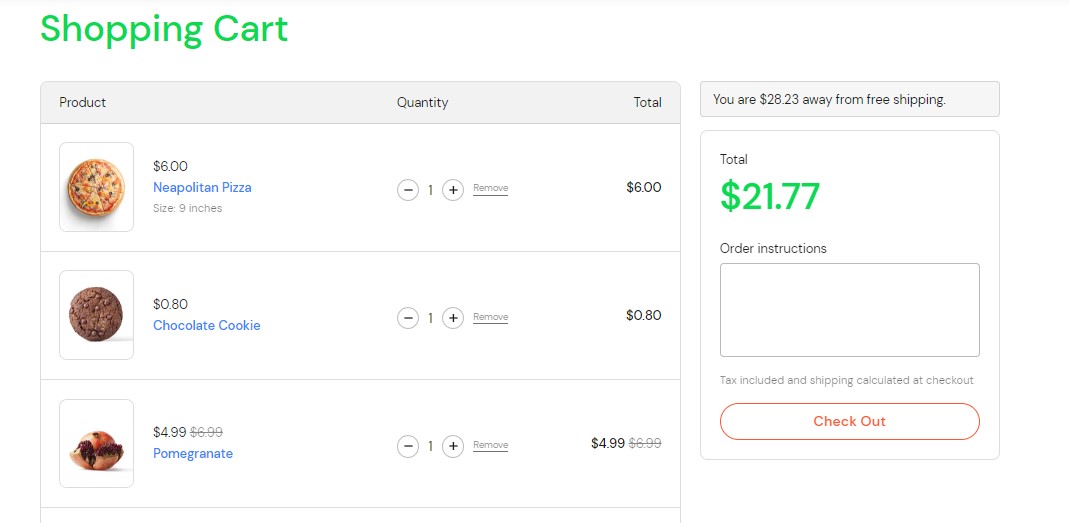 Shopping Cart
Product Quantity Total
$6.00
Neapolitan Pizza
Size: 9 inches
1 Remove
$6.00
$0.80
Chocolate Cookie
1 Remove
$0.80
$4.99 $6.99
Pomegranate
1 Remove
$4.99 $6.99
You are $28.23 away from free shipping.
Total
$21.77
Order instructions
Tax included and shipping calculated at checkout
Check Out